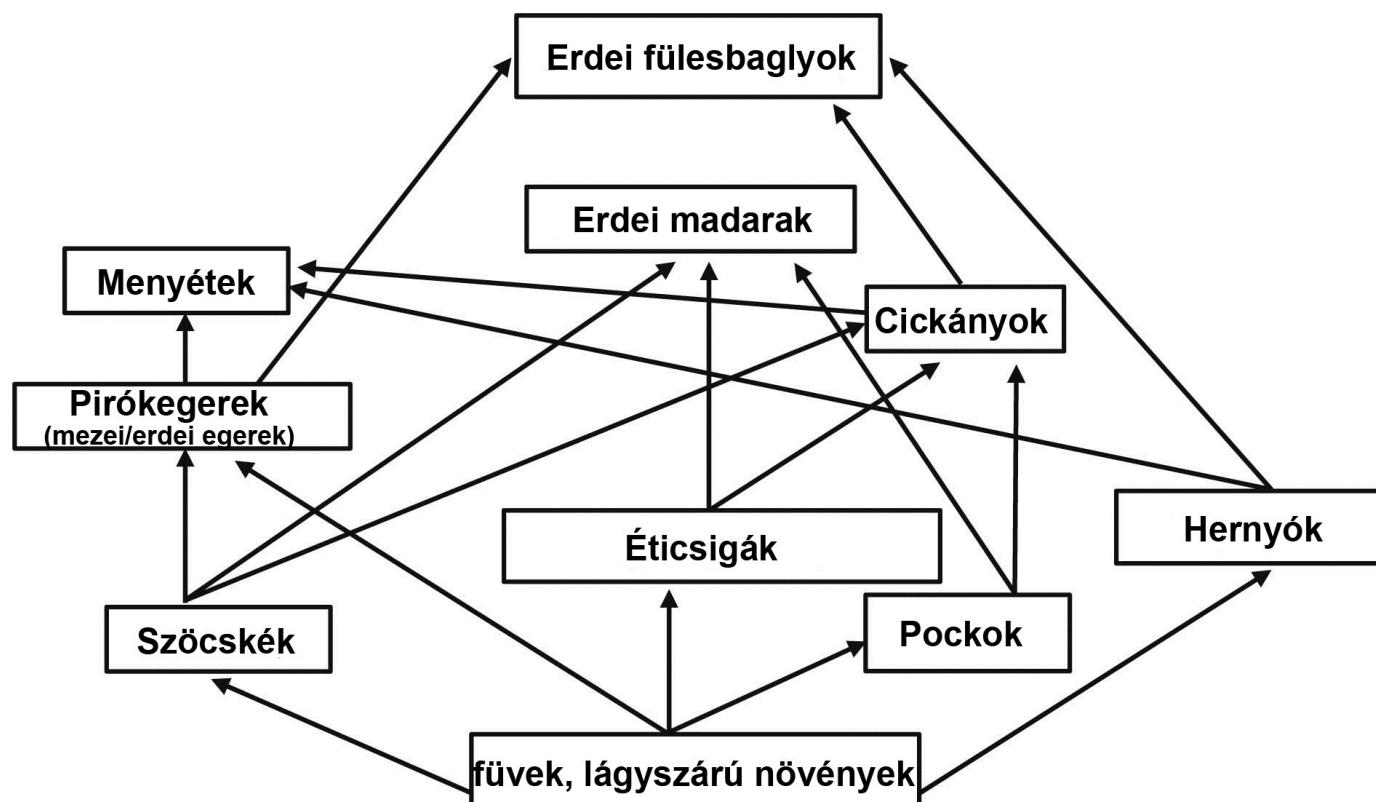 Erdei fülesbaglyok
Erdei madarak
Menyétek
Cickányok
Pirókegerek
(mezei/erdei egerek)
Éticsigák
Hernyók
Szöcskék
Pockok
füvek, lágyszárú növények